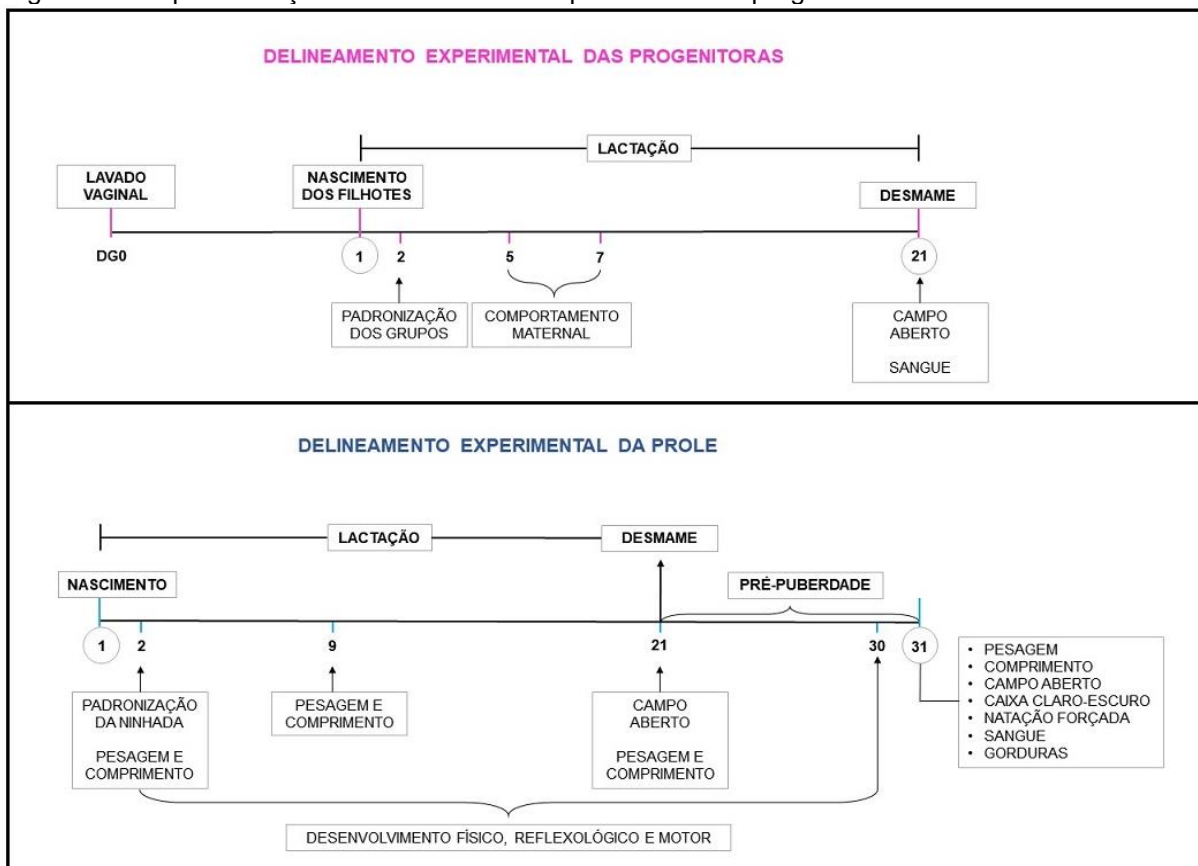 DELINEAMENTO EXPERIMENTAL DAS PROGENITORAS
LACTAÇÃO
LAVADO
VAGINAL
NASCIMENTO
DOS FILHOTES
DESMAME
DG0
1
2
5
7
21
PADRONIZAÇÃO
DOS GRUPOS
COMPORTAMENTO
MATERNAL
CAMPO
ABERTO
SANGUE
DELINEAMENTO EXPERIMENTAL DA PROLE
LACTAÇÃO
DESMAME
NASCIMENTO
PRÉ-PUBERDADE
1
2
9
21
30
31
PADRONIZAÇÃO
DA NINHADA
PESAGEM E
COMPRIMENTO
PESAGEM E
COMPRIMENTO
CAMPO
ABERTO
PESAGEM E
COMPRIMENTO
• PESAGEM
• COMPRIMENTO
• CAMPO ABERTO
• CAIXA CLARO-ESCURO
• NATAÇÃO FORÇADA
• SANGUE
• GORDURAS
DESENVOLVIMENTO FÍSICO, REFLEXOLÓGICO E MOTOR